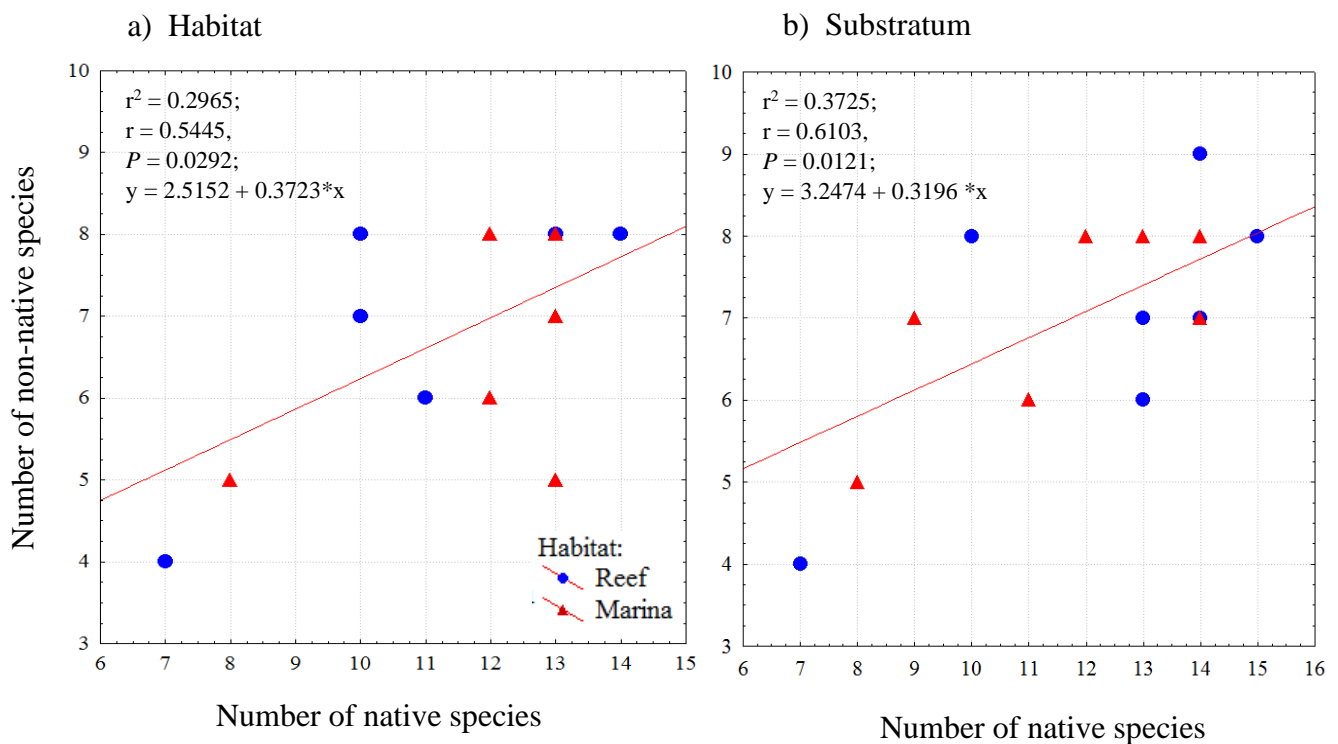 a) Habitat
10
9
8
7
6
5
4
3
r² = 0.2965;
r = 0.5445,
P = 0.0292;
y = 2.5152 + 0.3723*x
Habitat:
Reef
Marina
6 7 8 9 10 11 12 13 14 15
Number of non-native species
Number of native species
b) Substratum
10
9
8
7
6
5
4
3
r² = 0.3725;
r = 0.6103,
P = 0.0121;
y = 3.2474 + 0.3196 *x
6 7 8 9 10 11 12 13 14 15 16
Number of native species